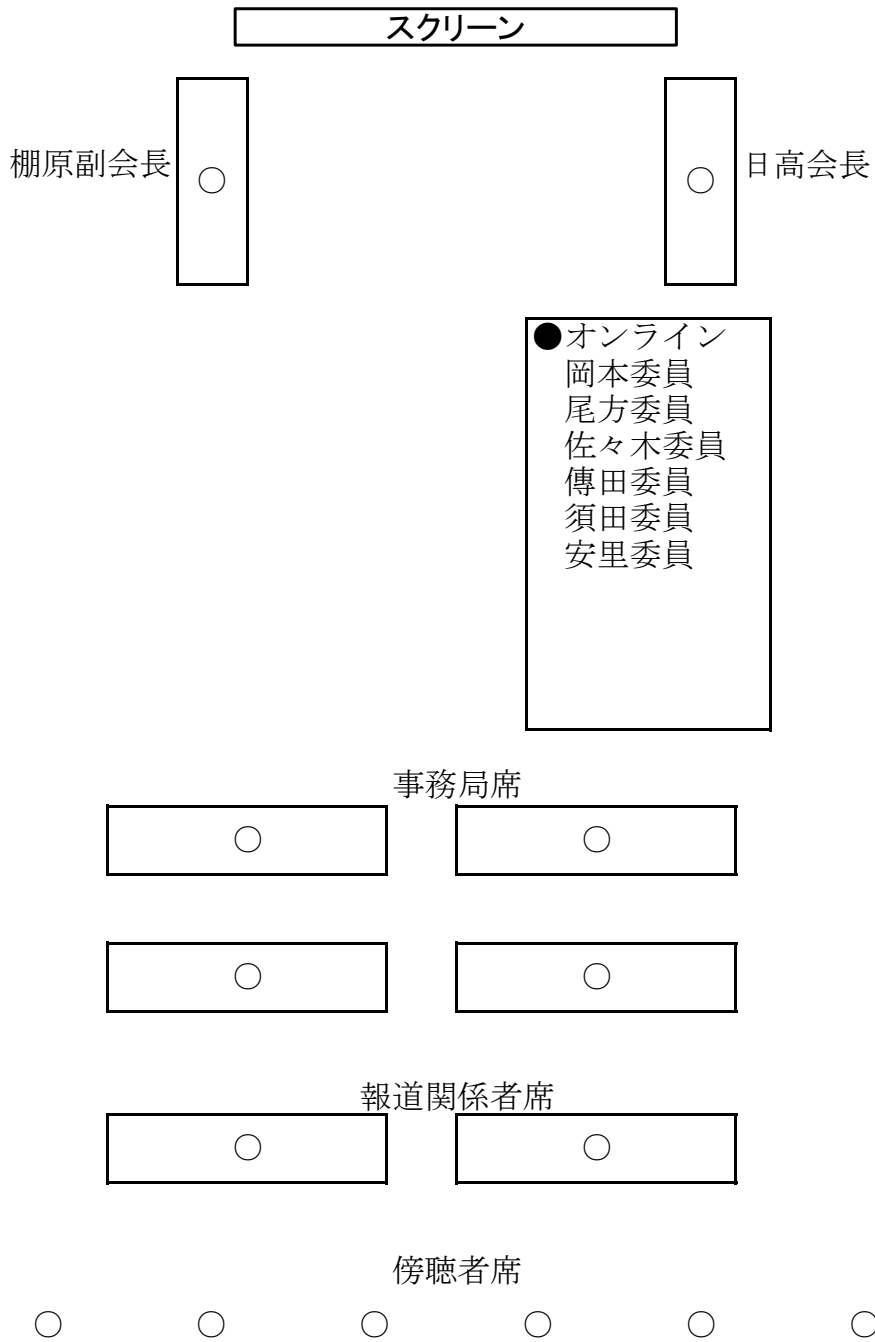 スクリーン
棚原副会長
○
○
日高会長
●オンライン
岡本委員
尾方委員
佐々木委員
傳田委員
須田委員
安里委員
事務局席
○ ○
○ ○
報道関係者席
○ ○
傍聴者席
○ ○ ○ ○ ○ ○